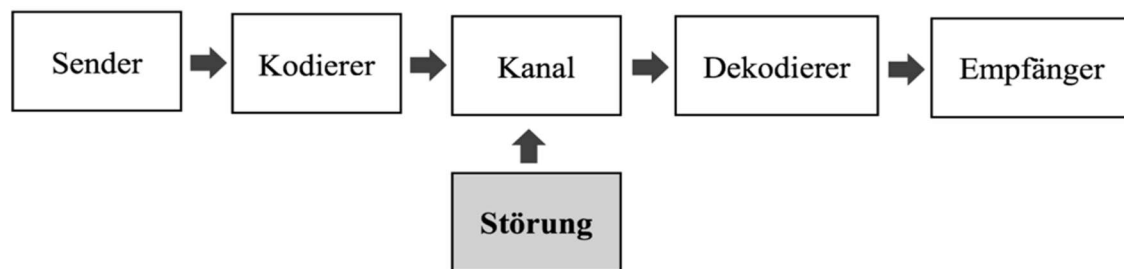 Sender
Kodierer
Kanal
Dekodierer
Empfänger
Störung